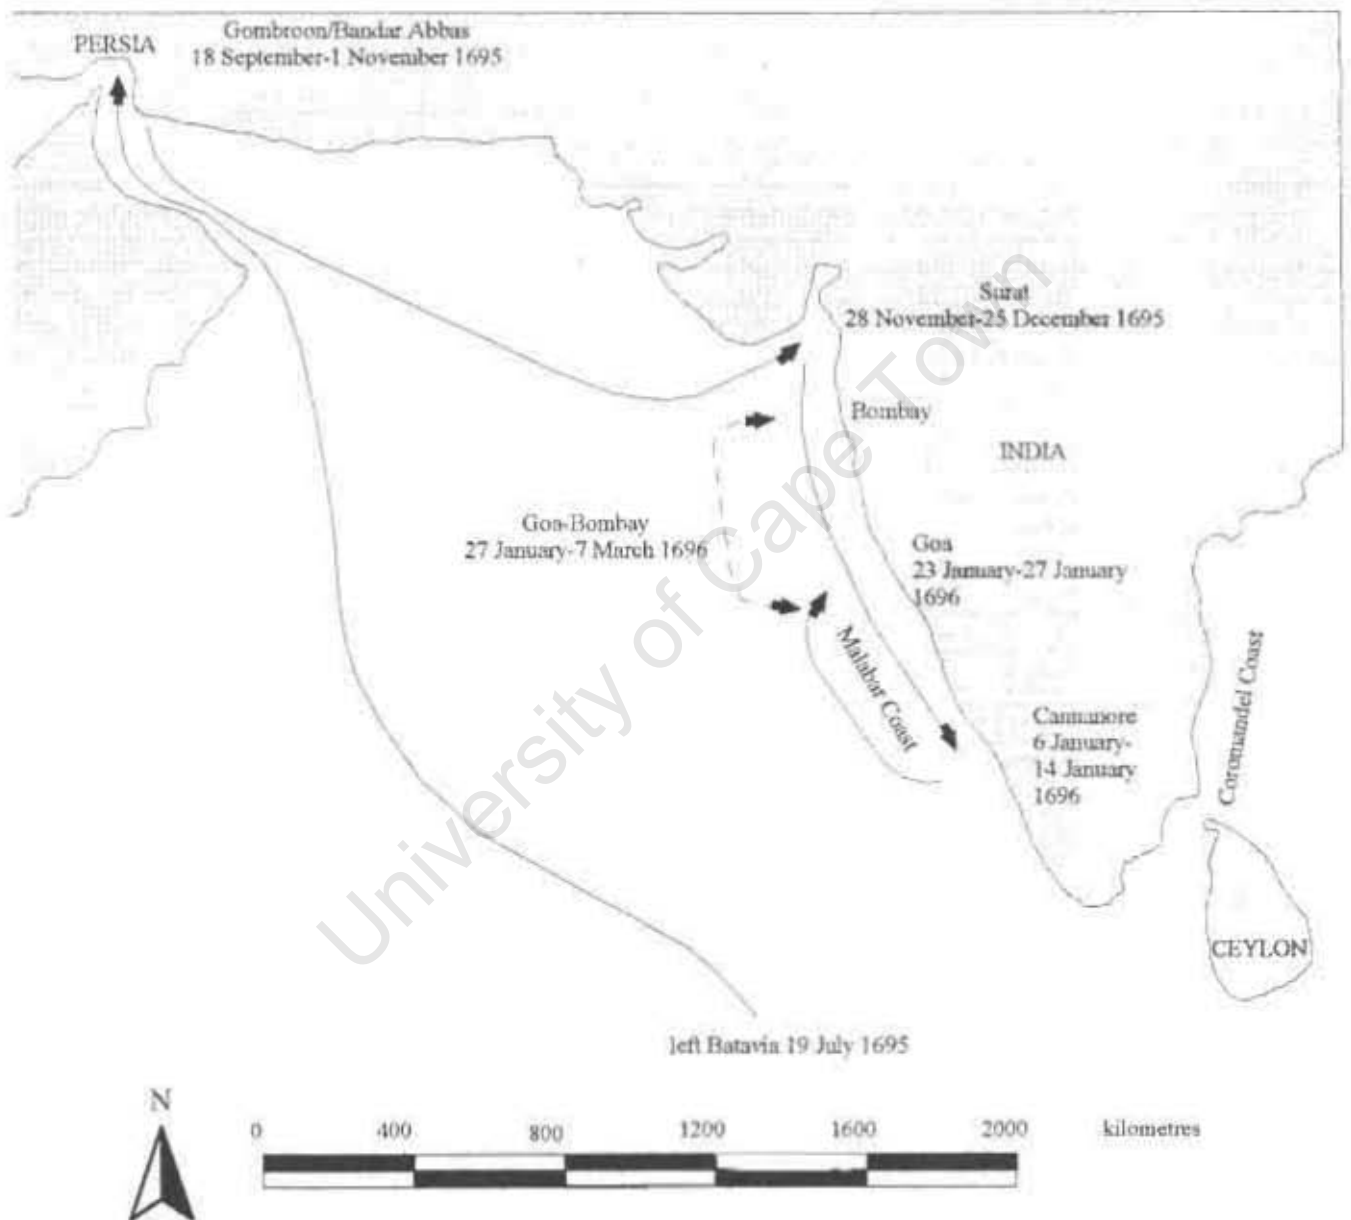 Gombroon/Bandar Abbas
18 September-1 November 1695
PERSIA
Surat
28 November-25 December 1695
Bombay
INDIA
Goa-Bombay
27 January-7 March 1696
Goa
23 January-27 January
1696
Malabar Coast
Cannanore
6 January-
14 January
1696
Coromandel Coast
CEYLON
left Batavia 19 July 1695
University of Cape Town
N
0 400 800 1200 1600 2000 kilometres